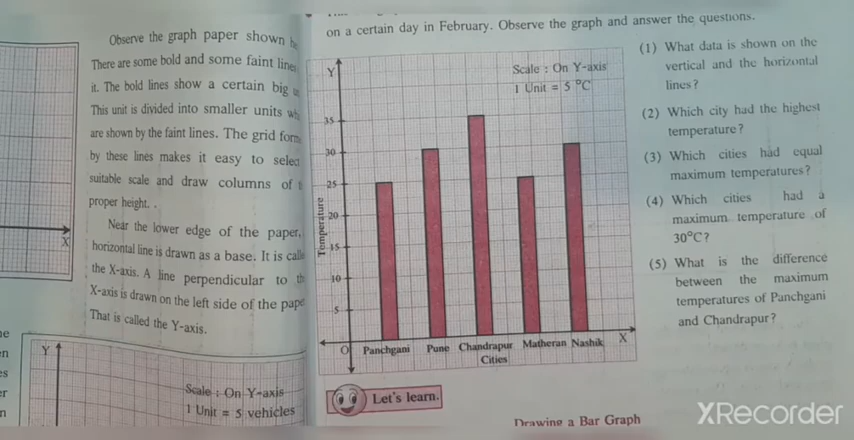 Observe the graph paper shown
There are some bold and some faint lines
it. The bold lines show a certain big
This unit is divided into smaller units
are shown by the faint lines. The grid
by these lines makes it easy to
suitable scale and draw columns of
proper height.
Near the lower edge of the paper,
horizontal line is drawn as a base. It is
the X-axis. A line perpendicular to
X-axis is drawn on the left side of the
That is called the Y-axis.
X
Y
Scale : On Y-axis
1 Unit = 5 vehicles
on a certain day in February. Observe the graph and answer the questions.
Y
Scale : On Y-axis
1 Unit = 5 °C
35
30
25
20
15
10
5
Temperature
O
Panchgani Pune Chandrapur Matheran Nashik X
Cities
(1) What data is shown on the
vertical and the horizontal
lines?
(2) Which city had the highest
temperature?
(3) Which cities had equal
maximum temperatures?
(4) Which cities had a
maximum temperature of
30°C?
(5) What is the difference
between the maximum
temperatures of Panchgani
and Chandrapur?
Let's learn.
Drawing a Bar Graph
XRecorder